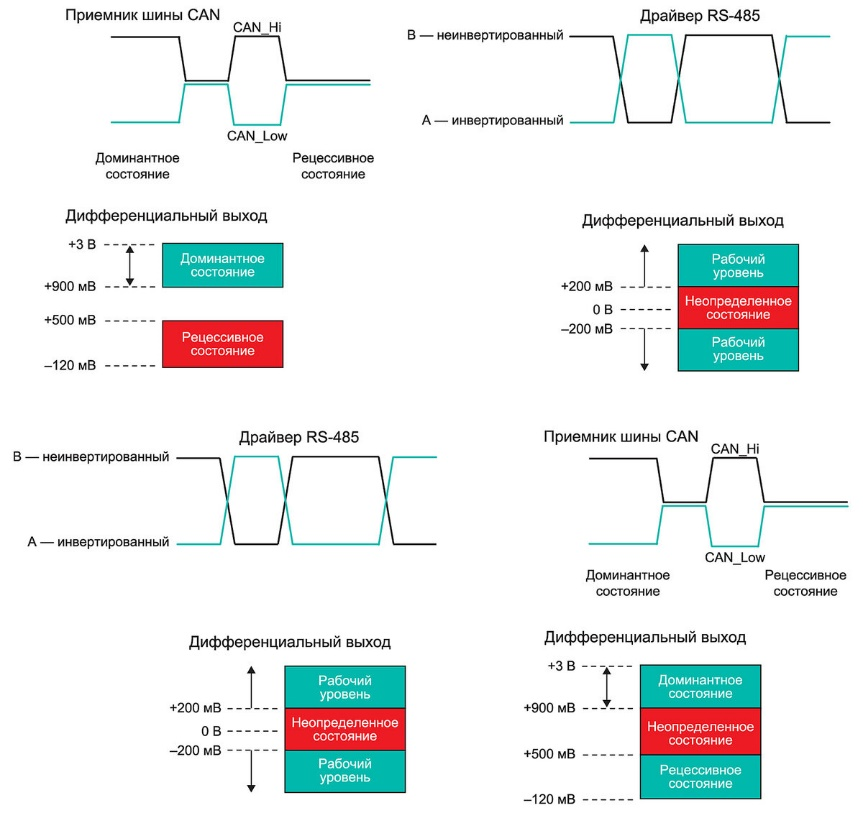 Приемник шины CAN
CAN_Hi
CAN_Low
Доминантное
состояние
Рецессивное
состояние
Драйвер RS-485
B — неинвертированный
A — инвертированный
Дифференциальный выход
+3 В
+900 мВ
+500 мВ
–120 мВ
Доминантное
состояние
Рецессивное
состояние
Дифференциальный выход
+200 мВ
0 В
–200 мВ
Рабочий
уровень
Неопределенное
состояние
Рабочий
уровень
Драйвер RS-485
B — неинвертированный
A — инвертированный
Приемник шины CAN
CAN_Hi
CAN_Low
Доминантное
состояние
Рецессивное
состояние
Дифференциальный выход
+200 мВ
0 В
–200 мВ
Рабочий
уровень
Неопределенное
состояние
Рабочий
уровень
Дифференциальный выход
+3 В
+900 мВ
+500 мВ
–120 мВ
Доминантное
состояние
Неопределенное
состояние
Рецессивное
состояние